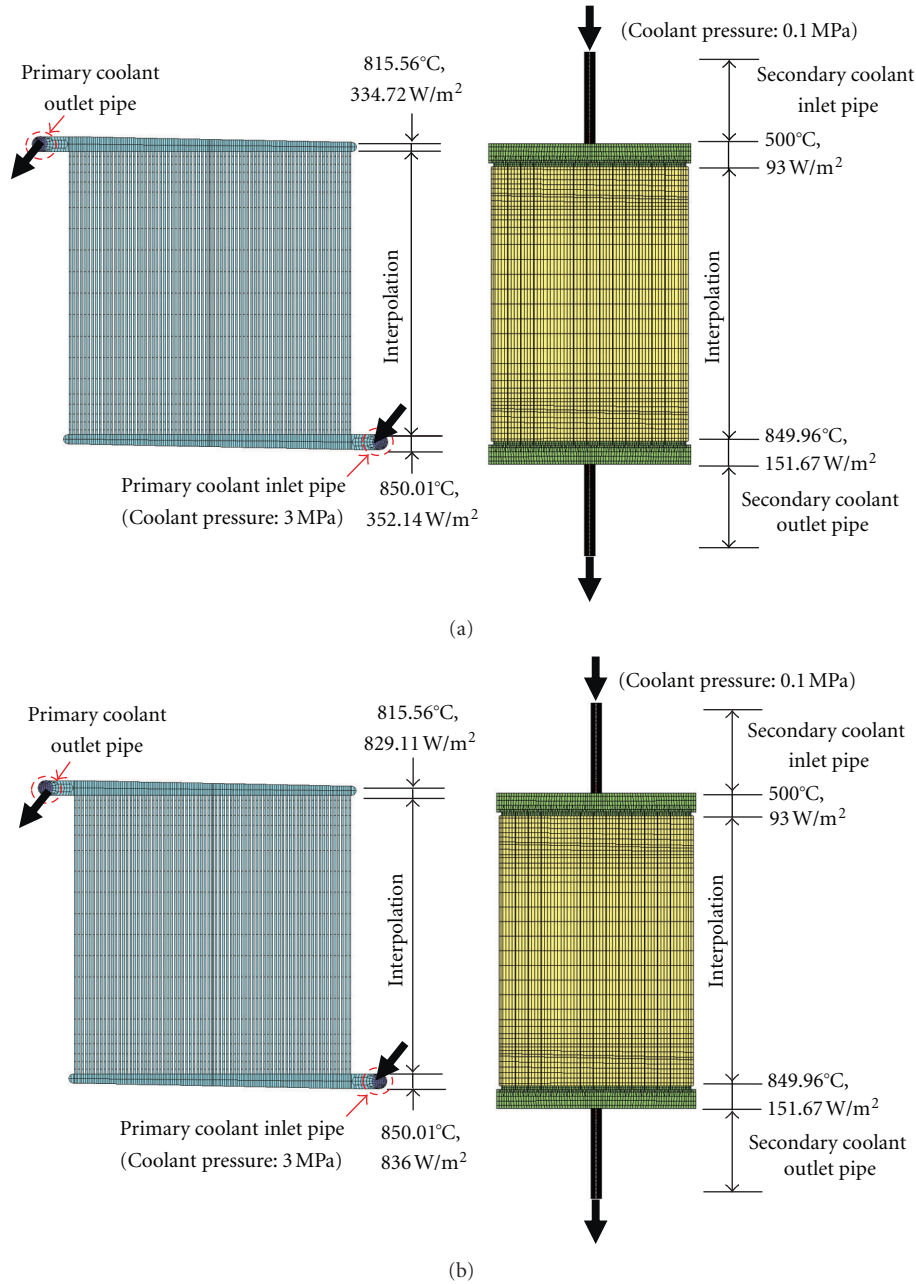 (Coolant pressure: 0.1 MPa)
Primary coolant
outlet pipe
815.56°C,
334.72 W/m²
Secondary coolant
inlet pipe
500°C,
93 W/m²
Interpolation
Interpolation
849.96°C,
151.67 W/m²
Primary coolant inlet pipe
(Coolant pressure: 3 MPa)
850.01°C,
352.14 W/m²
Secondary coolant
outlet pipe
(a)
(Coolant pressure: 0.1 MPa)
Primary coolant
outlet pipe
815.56°C,
829.11 W/m²
Secondary coolant
inlet pipe
500°C,
93 W/m²
Interpolation
Interpolation
849.96°C,
151.67 W/m²
Primary coolant inlet pipe
(Coolant pressure: 3 MPa)
850.01°C,
836 W/m²
Secondary coolant
outlet pipe
(b)